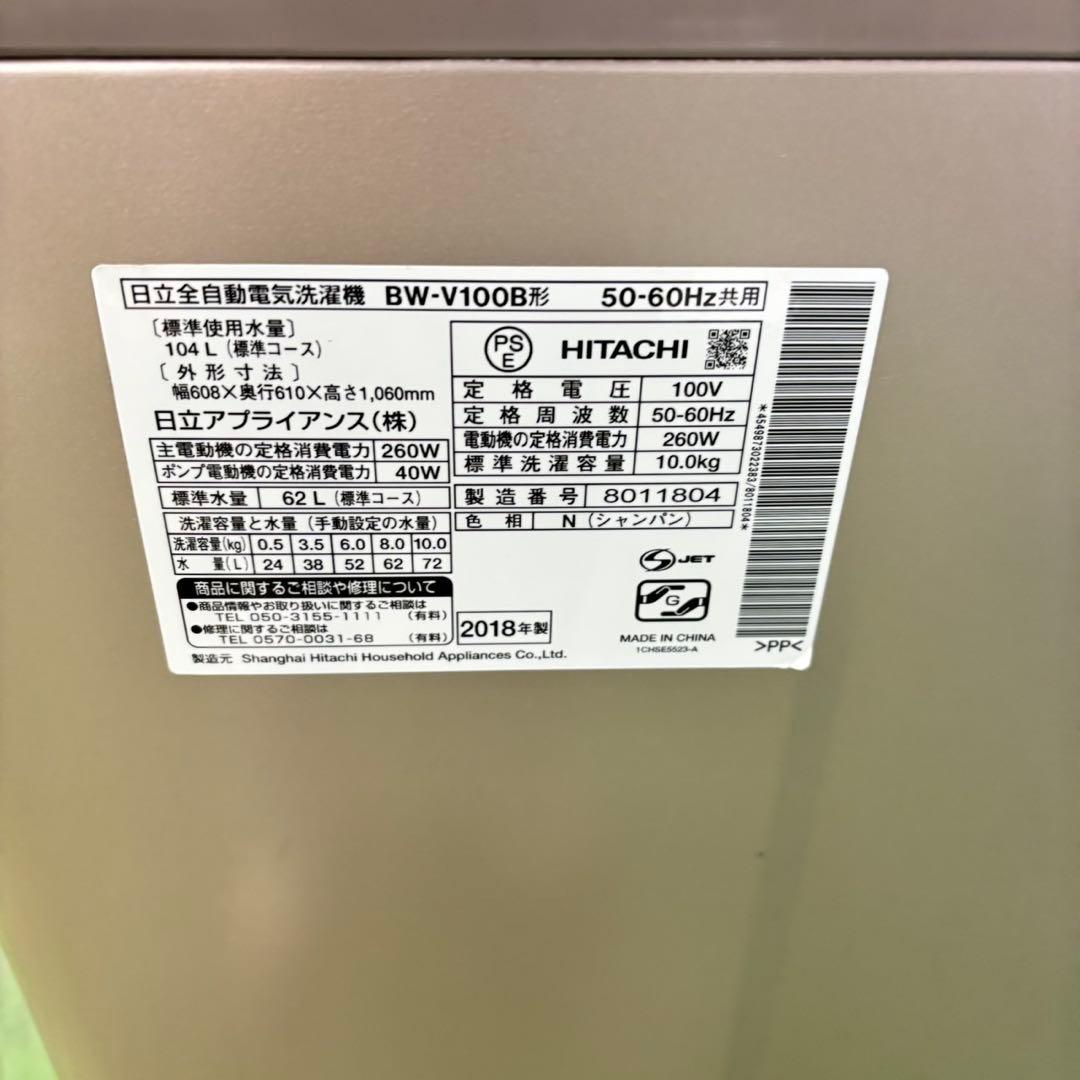 日立全自動電気洗濯機 BW-V100B形 50-60Hz共用
〔標準使用水量〕
104 L (標準コース)
〔外形寸法〕
幅608×奥行610×高さ1,060mm
日立アプライアンス(株)
主電動機の定格消費電力 260W
ポンプ電動機の定格消費電力 40W
標準水量 62 L (標準コース)
洗濯容量と水量 (手動設定の水量)
洗濯容量(kg) 0.5 3.5 6.0 8.0 10.0
水量(L) 24 38 52 62 72
商品に関するご相談や修理について
●商品情報やお取り扱いに関するご相談は
TEL 050-3155-1111 (有料)
●修理に関するご相談は
TEL 0570-0031-68 (有料)
PS
E
HITACHI
定格電圧 100V
定格周波数 50-60Hz
電動機の定格消費電力 260W
標準洗濯容量 10.0kg
製造番号 8011804
色相 N (シャンパン)
S JET
G
2018年製
MADE IN CHINA
1CHSE5523-A
製造元 Shanghai Hitachi Household Appliances Co.,Ltd.
*4549873022383/8011804*
>PP<